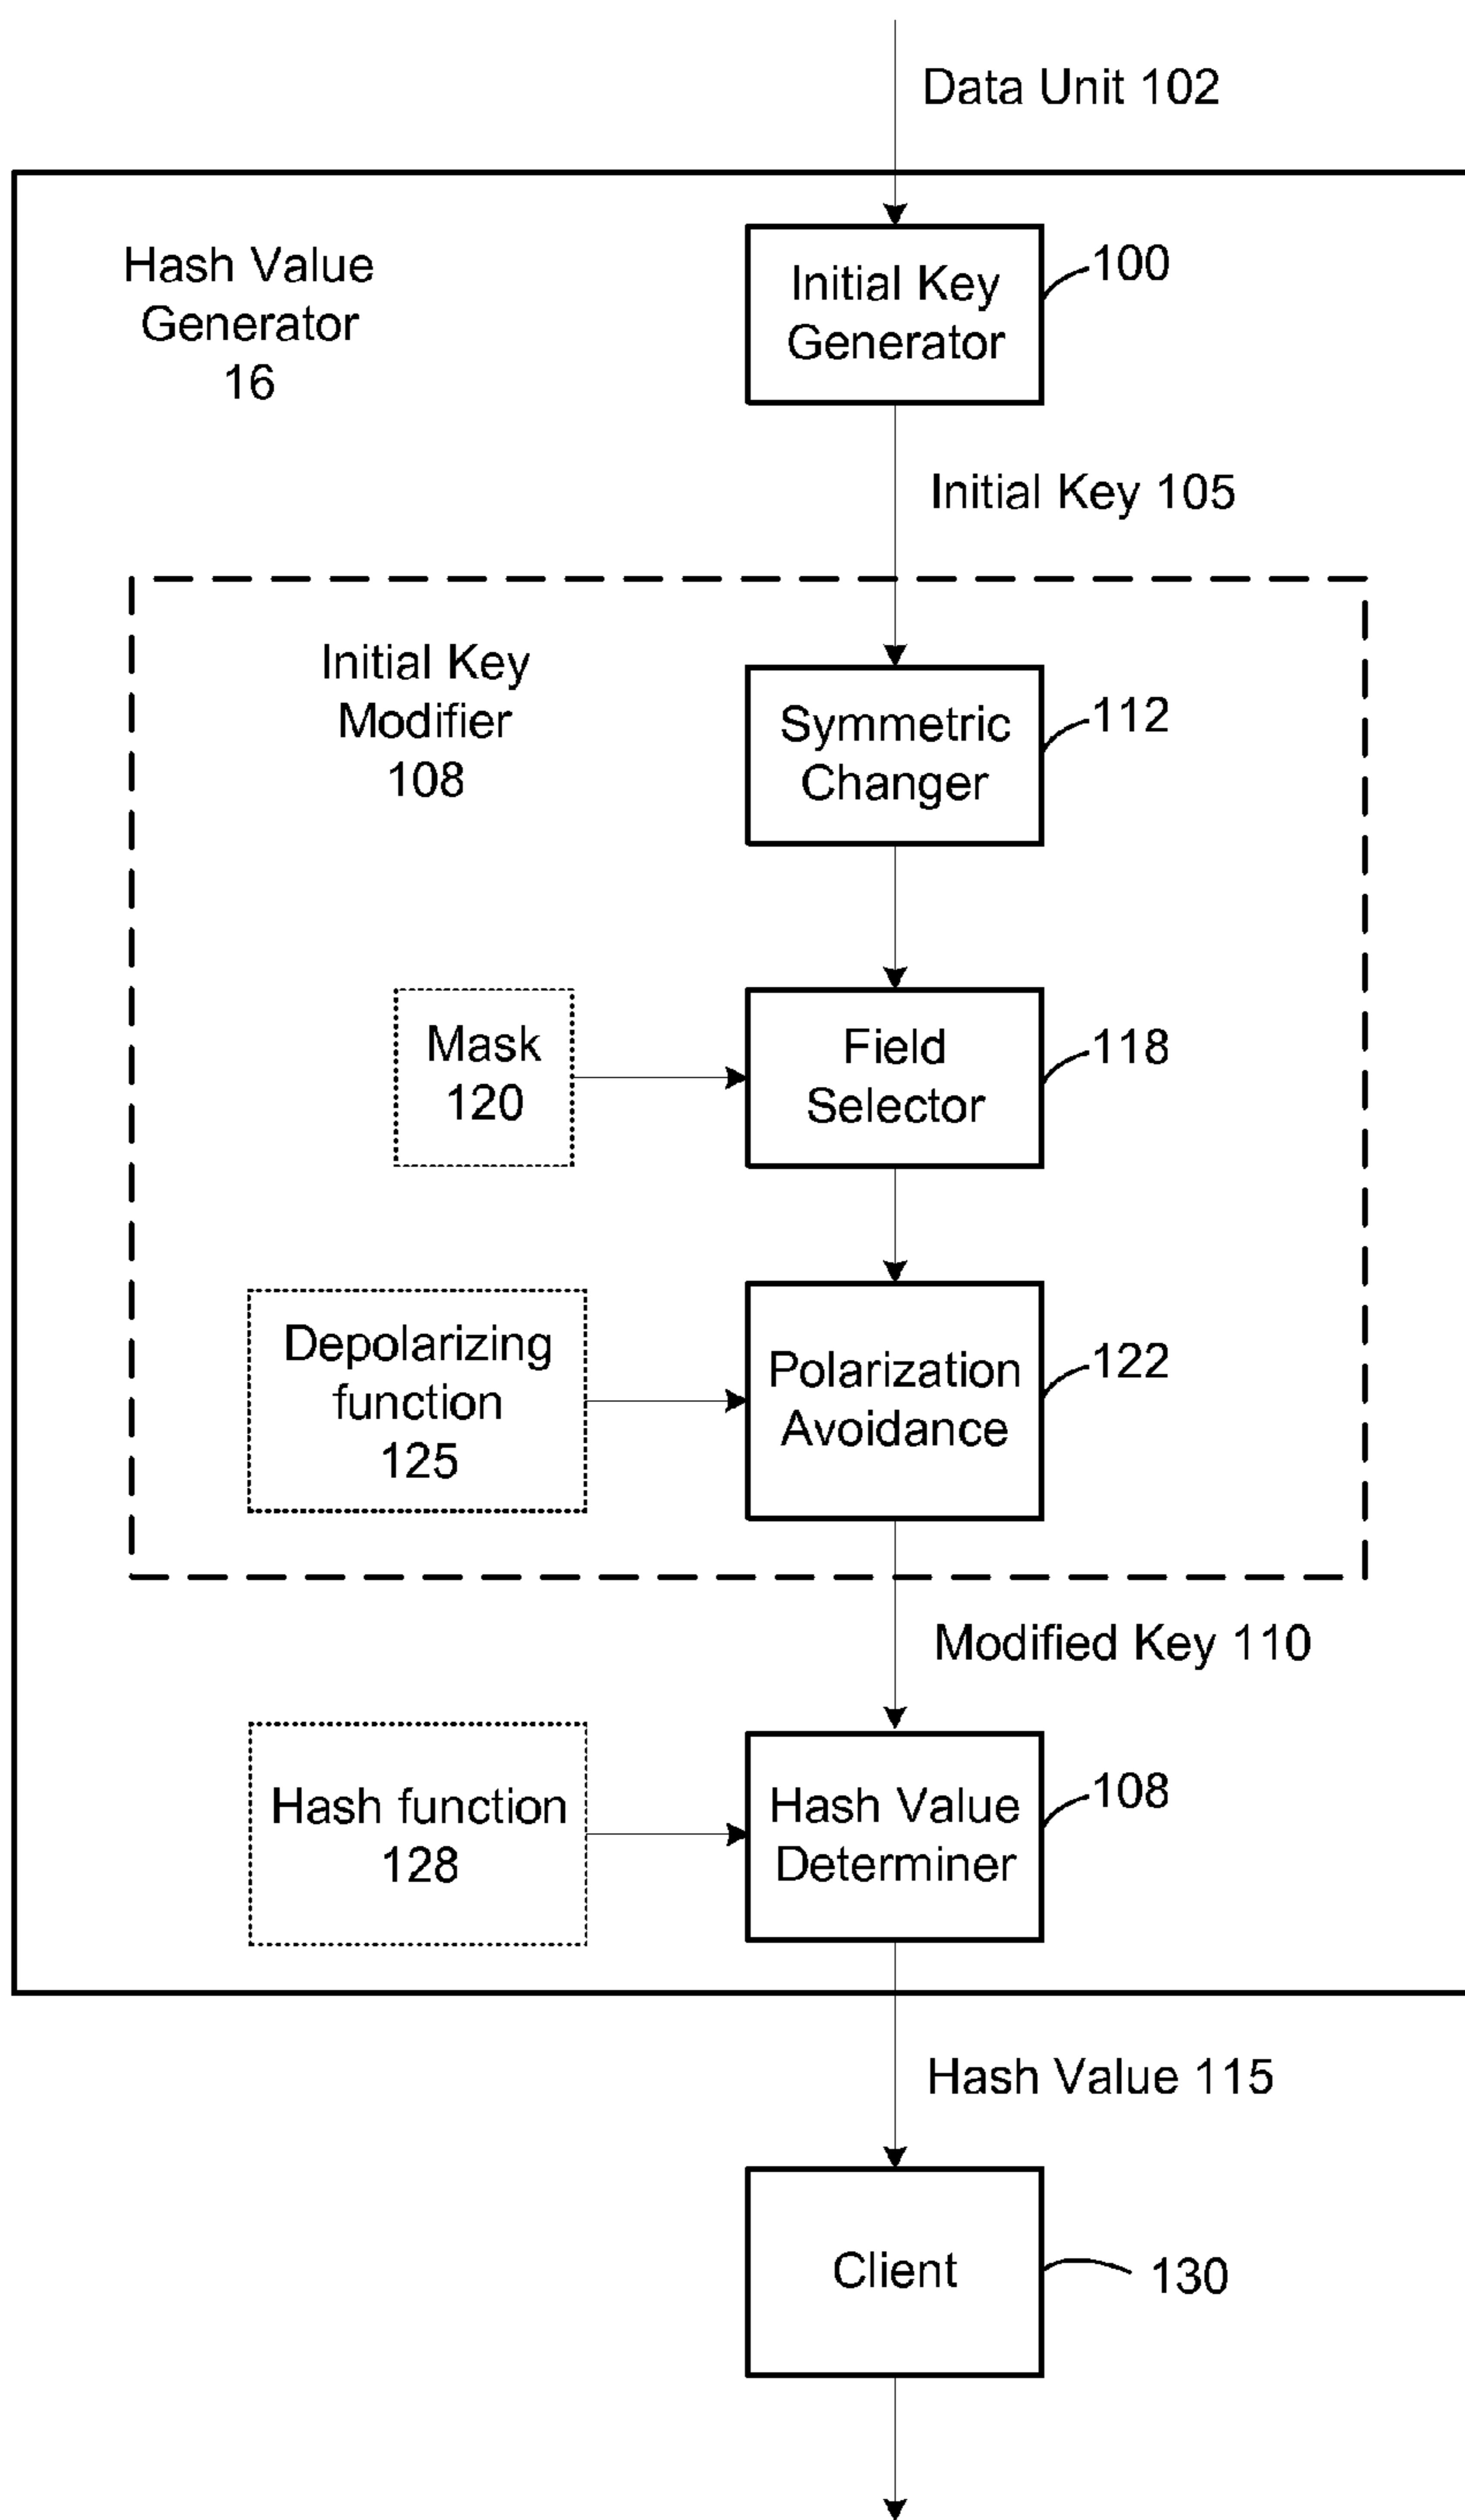 Data Unit 102
Hash Value
Generator
16
Initial Key
Generator
100
Initial Key 105
Initial Key
Modifier
108
Symmetric
Changer
112
Mask
120
Field
Selector
118
Depolarizing
function
125
Polarization
Avoidance
122
Modified Key 110
Hash function
128
Hash Value
Determiner
108
Hash Value 115
Client
130